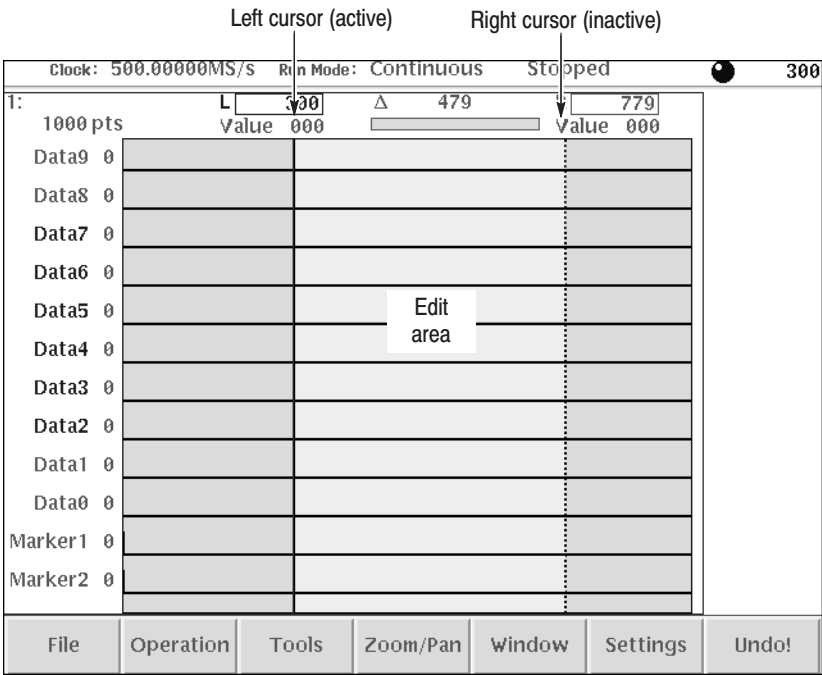 Left cursor (active) Right cursor (inactive)
Clock: 500.00000MS/s Run Mode: Continuous Stopped 300
1: L 300 Δ 479 779
1000 pts Value 000 Value 000
Data9 0
Data8 0
Data7 0
Data6 0
Data5 0
Data4 0
Data3 0
Data2 0
Data1 0
Data0 0
Marker1 0
Marker2 0
Edit
area
File Operation Tools Zoom/Pan Window Settings Undo!